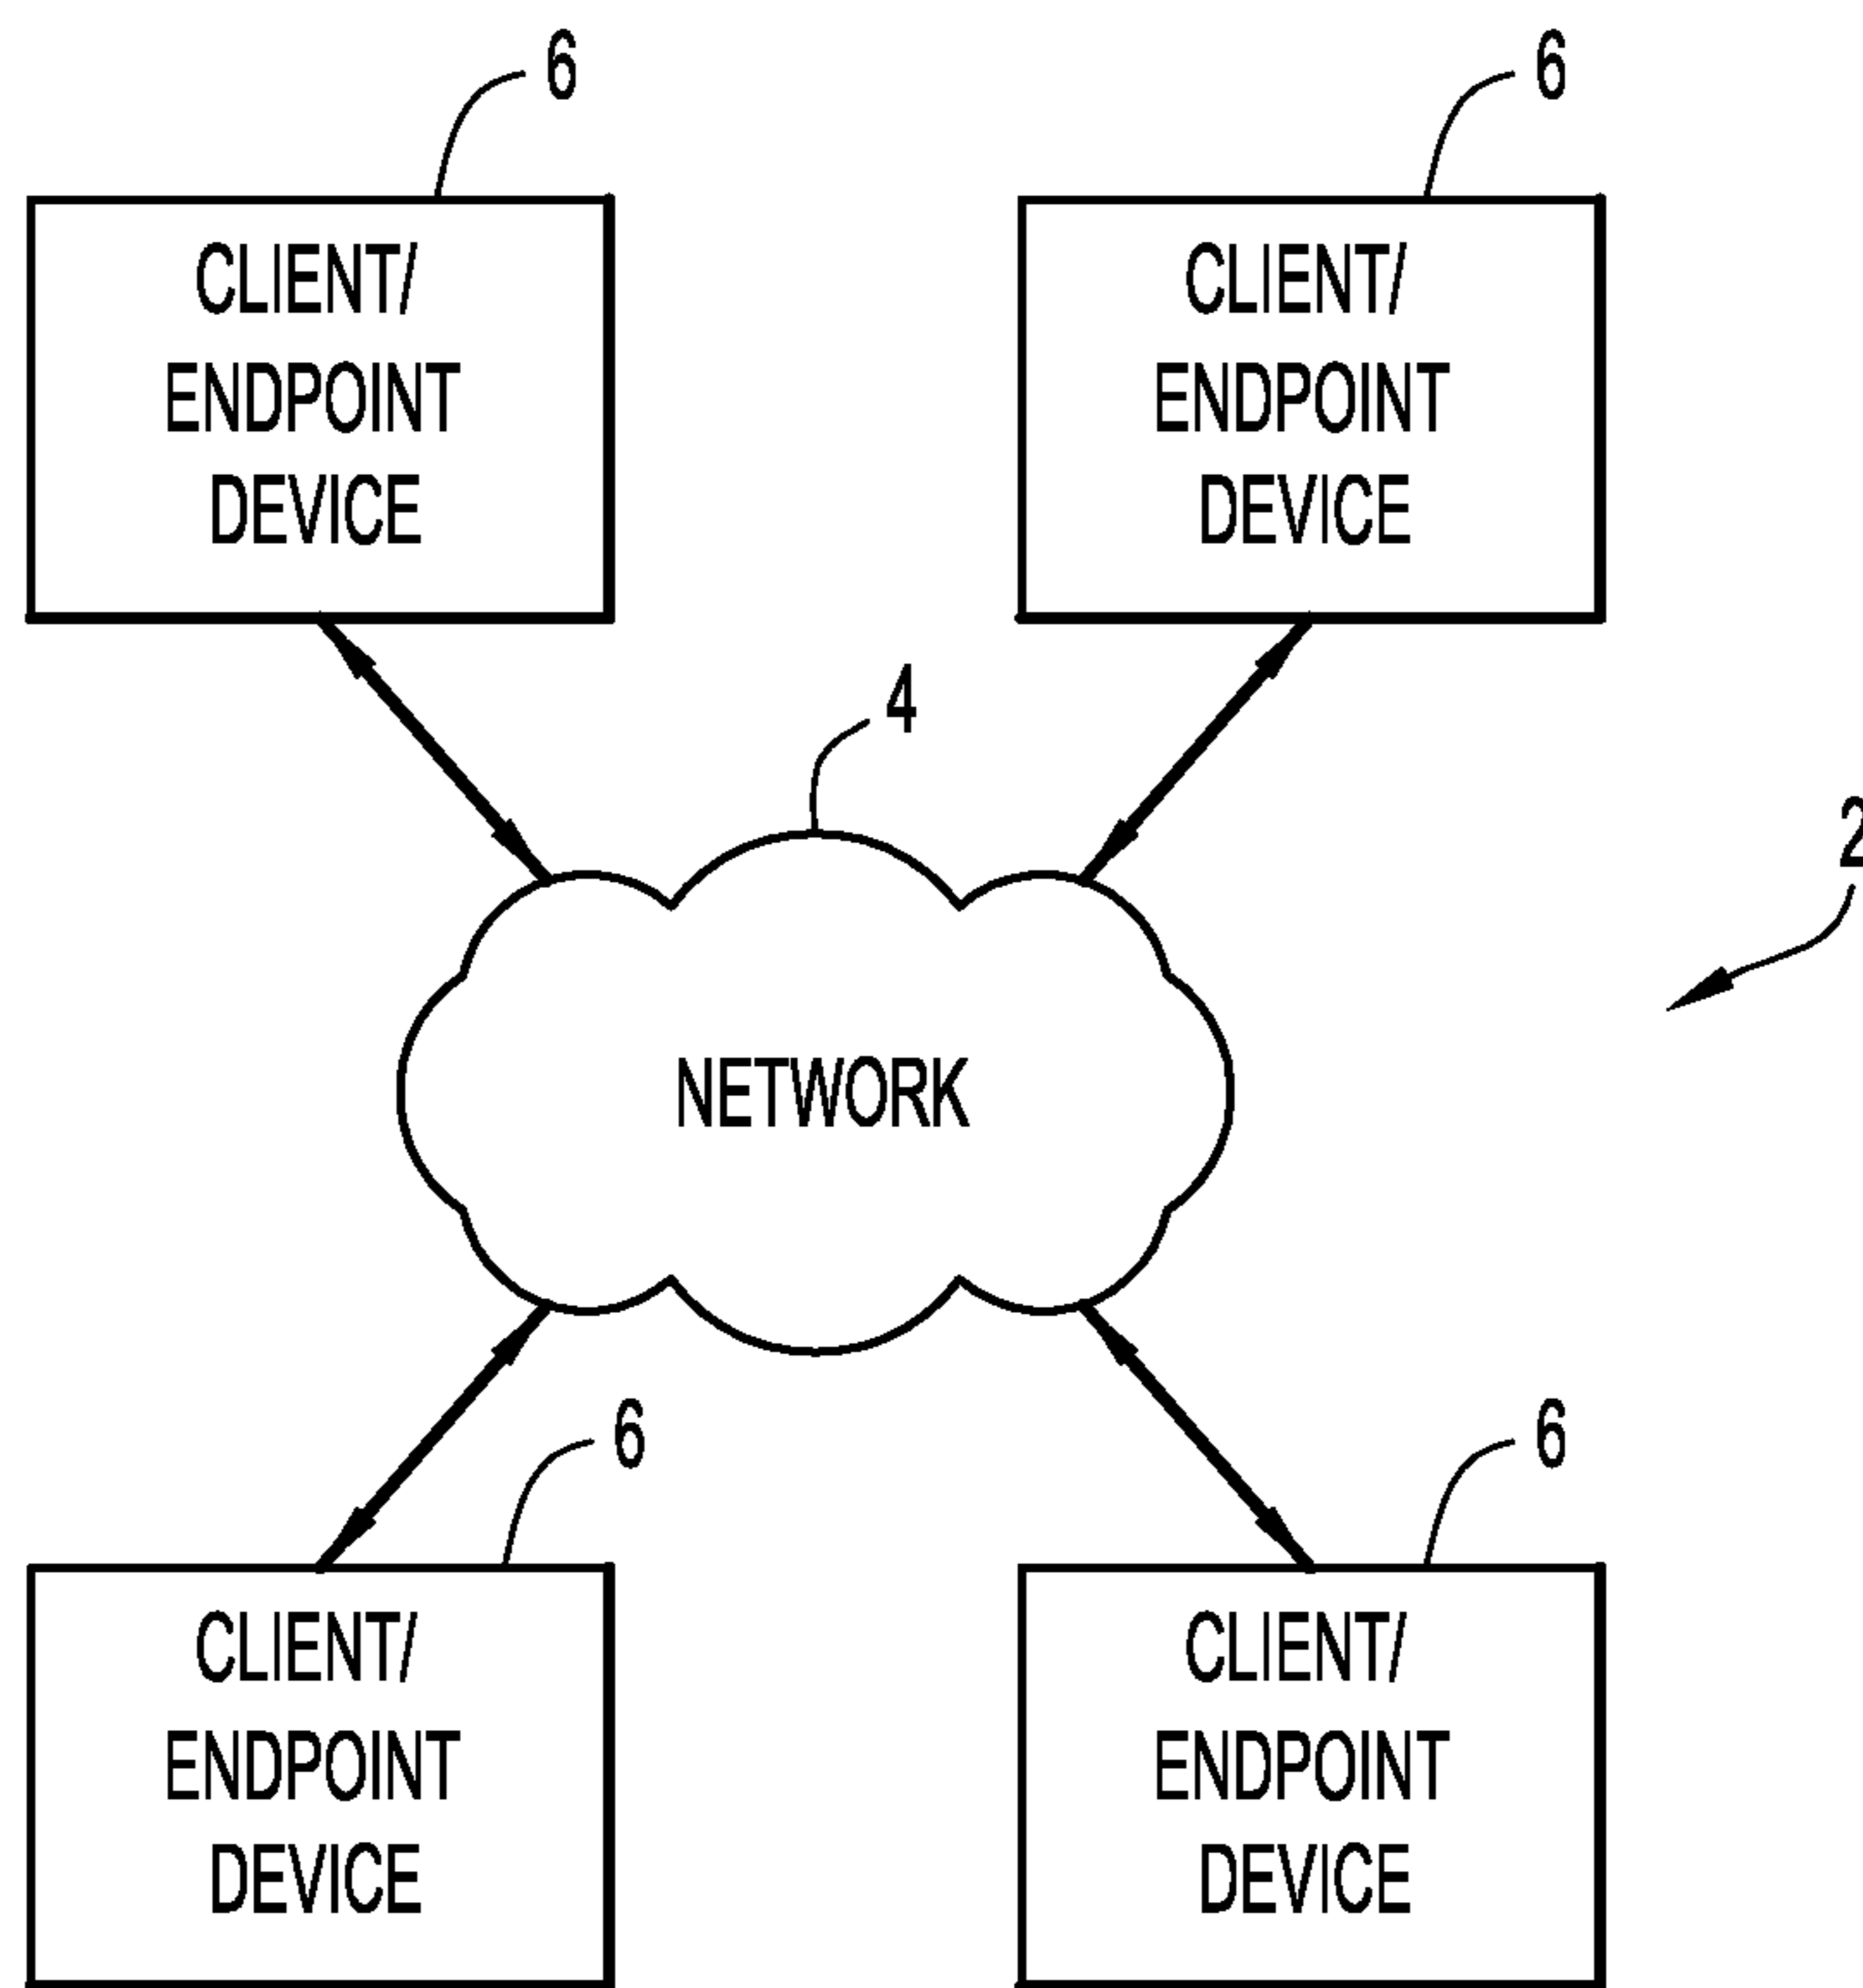 6
6
CLIENT/
ENDPOINT
DEVICE
CLIENT/
ENDPOINT
DEVICE
4
2
NETWORK
6
6
CLIENT/
ENDPOINT
DEVICE
CLIENT/
ENDPOINT
DEVICE